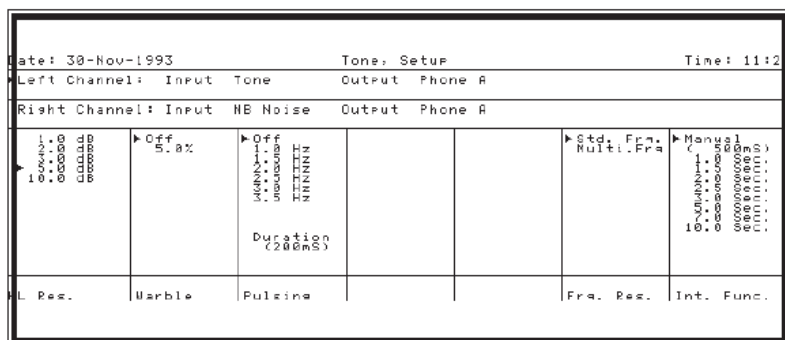 ate: 30-Nov-1993 Tone, Setup Time: 11:2
▶Left Channel: Input Tone Output Phone A
Right Channel: Input NB Noise Output Phone A
1.0 dB
2.0 dB
3.0 dB
▶ 5.0 dB
10.0 dB
HL Res.
▶Off
5.0%
Warble
▶Off
1.0 Hz
1.5 Hz
2.0 Hz
2.5 Hz
3.0 Hz
3.5 Hz
Duration
(200mS)
Pulsing
▶Std. Frq.
Multi.Frq
Frq. Res.
▶Manual
( 500mS)
1.0 Sec.
1.5 Sec.
2.0 Sec.
2.5 Sec.
3.0 Sec.
5.0 Sec.
7.0 Sec.
10.0 Sec.
Int. Func.